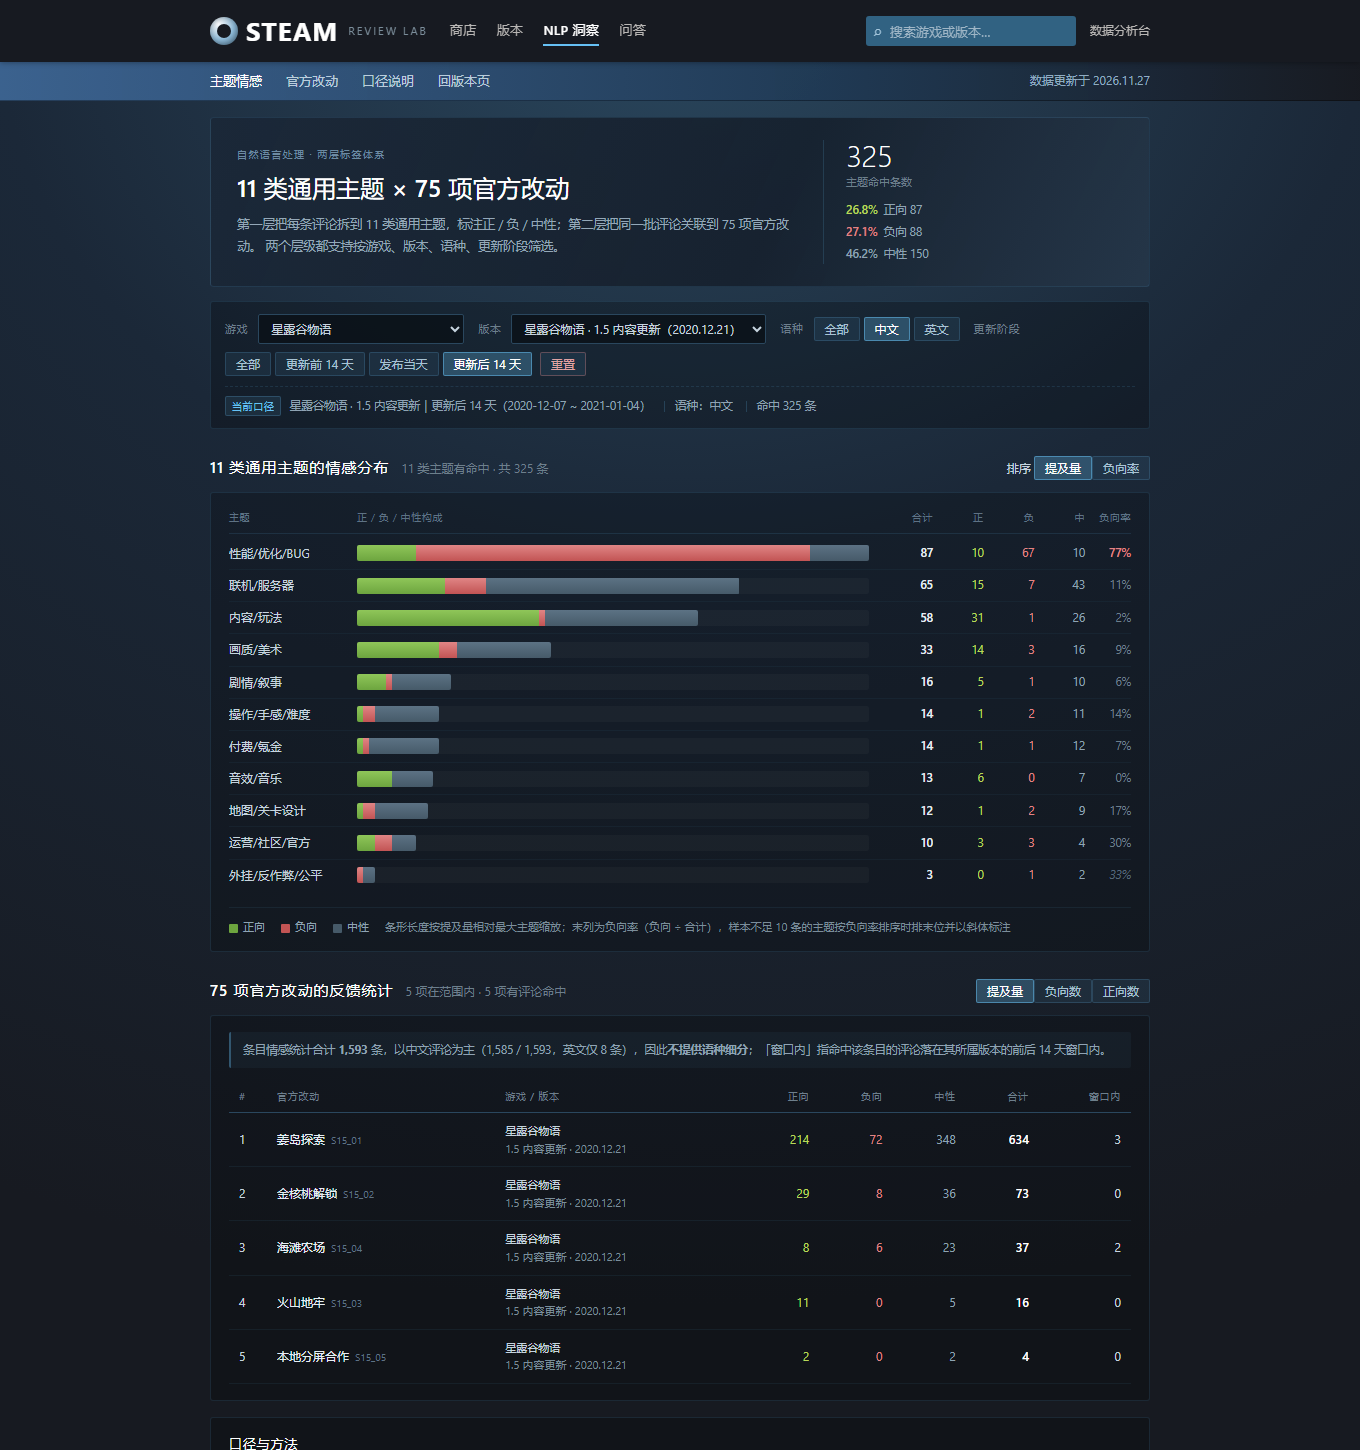 STEAM REVIEW LAB 商店 版本 NLP 洞察 问答 搜索游戏或版本... 数据分析台
主题情感 官方改动 口径说明 回版本页 数据更新于 2026.11.27
自然语言处理 · 两层标签体系
11 类通用主题 × 75 项官方改动
第一层把每条评论拆到 11 类通用主题，标注正 / 负 / 中性；第二层把同一批评论关联到 75 项官方改
动。 两个层级都支持按游戏、版本、语种、更新阶段筛选。
325
主题命中条数
26.8% 正向 87
27.1% 负向 88
46.2% 中性 150
游戏 星露谷物语 版本 星露谷物语 · 1.5 内容更新（2020.12.21） 语种 全部 中文 英文 更新阶段
全部 更新前 14 天 发布当天 更新后 14 天 重置
当前口径 星露谷物语 · 1.5 内容更新 | 更新后 14 天（2020-12-07 ~ 2021-01-04） 语种：中文 命中 325 条
11 类通用主题的情感分布 11 类主题有命中 · 共 325 条 排序 提及量 负向率
主题 正 / 负 / 中性构成 合计 正 负 中 负向率
性能/优化/BUG 87 10 67 10 77%
联机/服务器 65 15 7 43 11%
内容/玩法 58 31 1 26 2%
画质/美术 33 14 3 16 9%
剧情/叙事 16 5 1 10 6%
操作/手感/难度 14 1 2 11 14%
付费/氪金 14 1 1 12 7%
音效/音乐 13 6 0 7 0%
地图/关卡设计 12 1 2 9 17%
运营/社区/官方 10 3 3 4 30%
外挂/反作弊/公平 3 0 1 2 33%
正向 负向 中性 条形长度按提及量相对最大主题缩放；末列为负向率（负向 ÷ 合计），样本不足 10 条的主题按负向率排序时排末位并以斜体标注
75 项官方改动的反馈统计 5 项在范围内 · 5 项有评论命中 提及量 负向数 正向数
条目情感统计合计 1,593 条，以中文评论为主（1,585 / 1,593，英文仅 8 条），因此不提供语种细分；「窗口内」指命中该条目的评论落在其所属版本的前后 14 天窗口内。
# 官方改动 游戏 / 版本 正向 负向 中性 合计 窗口内
1 姜岛探索 S15_01 星露谷物语 214 72 348 634 3
1.5 内容更新 · 2020.12.21
2 金核桃解锁 S15_02 星露谷物语 29 8 36 73 0
1.5 内容更新 · 2020.12.21
3 海滩农场 S15_04 星露谷物语 8 6 23 37 2
1.5 内容更新 · 2020.12.21
4 火山地牢 S15_03 星露谷物语 11 0 5 16 0
1.5 内容更新 · 2020.12.21
5 本地分屏合作 S15_05 星露谷物语 2 0 2 4 0
1.5 内容更新 · 2020.12.21
口径与方法